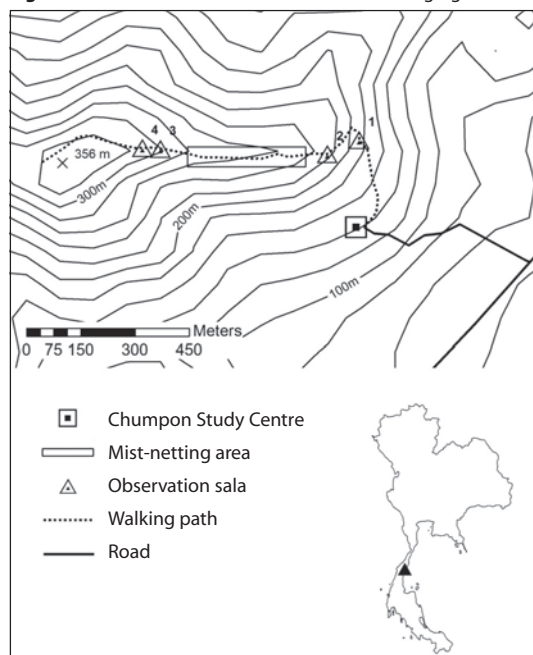 1
2
4 3
356 m
300m
200m
100m
Meters
0 75 150 300 450
Chumpon Study Centre
Mist-netting area
Observation sala
Walking path
Road